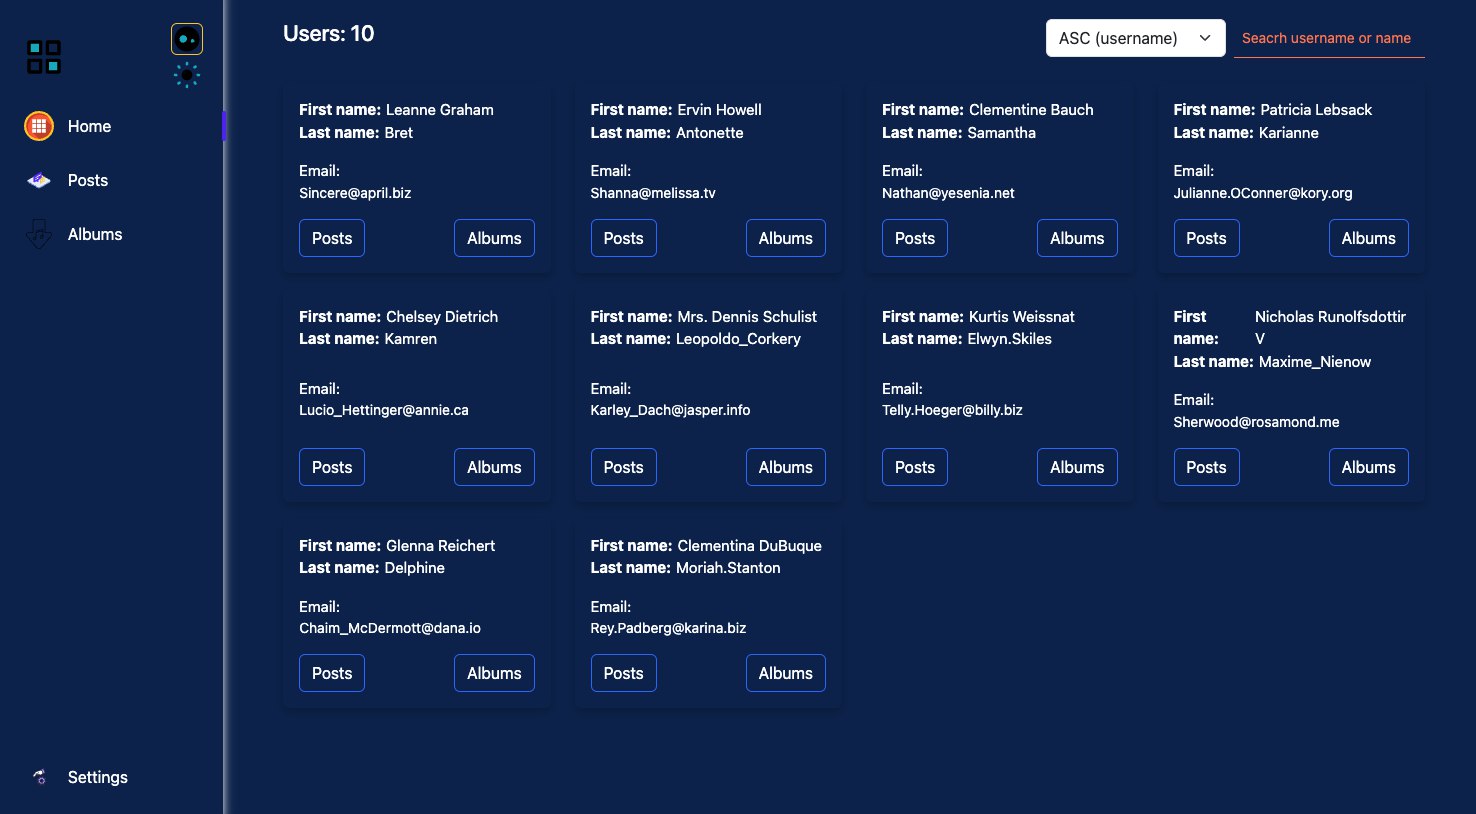 Home
Posts
Albums
Settings
Users: 10
ASC (username)
Seacrh username or name
First name: Leanne Graham
Last name: Bret
Email:
Sincere@april.biz
Posts Albums
First name: Ervin Howell
Last name: Antonette
Email:
Shanna@melissa.tv
Posts Albums
First name: Clementine Bauch
Last name: Samantha
Email:
Nathan@yesenia.net
Posts Albums
First name: Patricia Lebsack
Last name: Karianne
Email:
Julianne.OConner@kory.org
Posts Albums
First name: Chelsey Dietrich
Last name: Kamren
Email:
Lucio_Hettinger@annie.ca
Posts Albums
First name: Mrs. Dennis Schulist
Last name: Leopoldo_Corkery
Email:
Karley_Dach@jasper.info
Posts Albums
First name: Kurtis Weissnat
Last name: Elwyn.Skiles
Email:
Telly.Hoeger@billy.biz
Posts Albums
First Nicholas Runolfsdottir
name: V
Last name: Maxime_Nienow
Email:
Sherwood@rosamond.me
Posts Albums
First name: Glenna Reichert
Last name: Delphine
Email:
Chaim_McDermott@dana.io
Posts Albums
First name: Clementina DuBuque
Last name: Moriah.Stanton
Email:
Rey.Padberg@karina.biz
Posts Albums